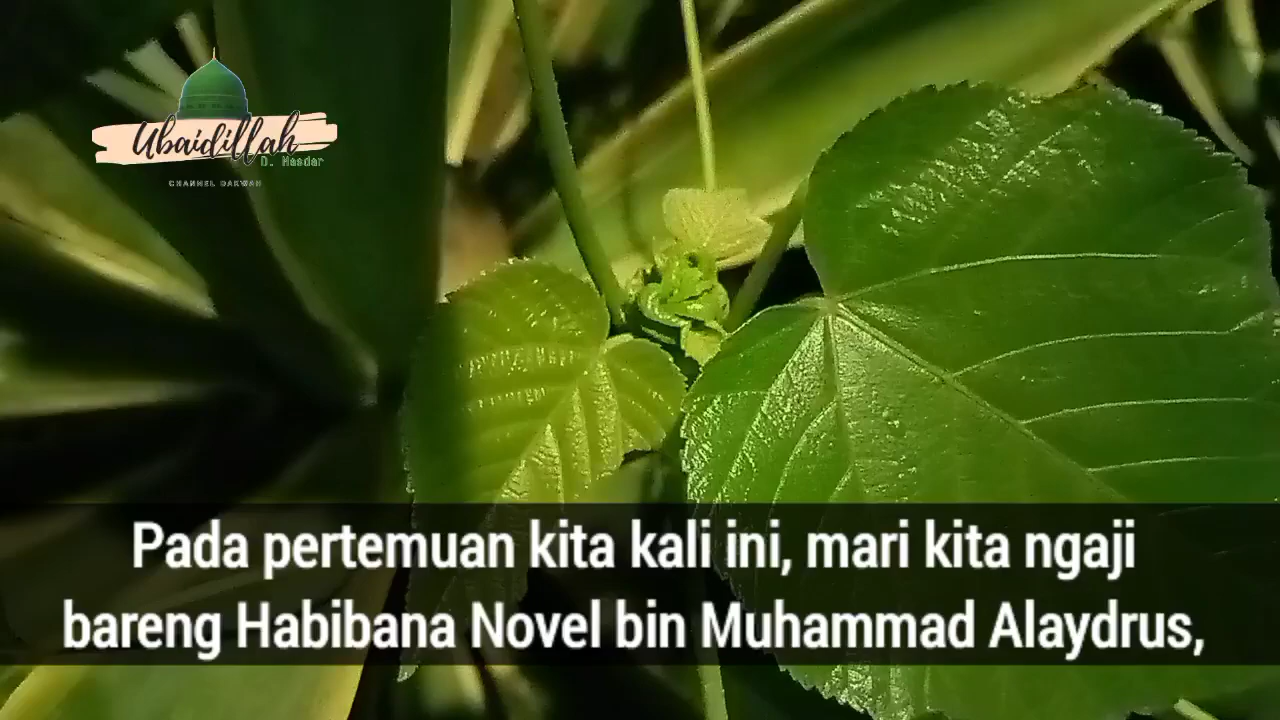 Ubaidillah
D. Masdar
CHANNEL DAKWAH
Pada pertemuan kita kali ini, mari kita ngaji
bareng Habibana Novel bin Muhammad Alaydrus,